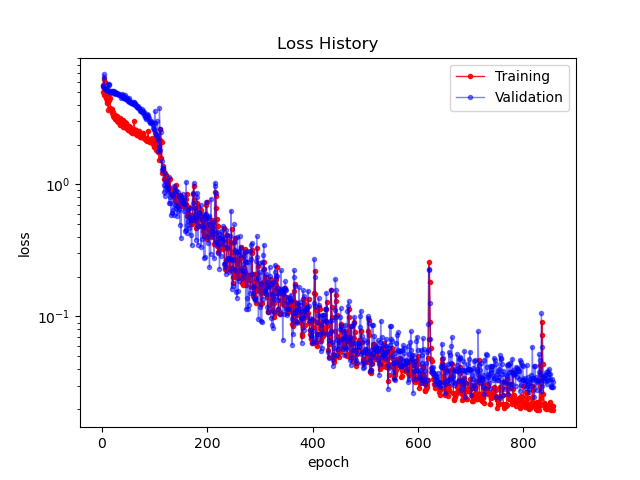 Loss History
Training
Validation
10⁰
10⁻¹
loss
0
200
400
600
800
epoch